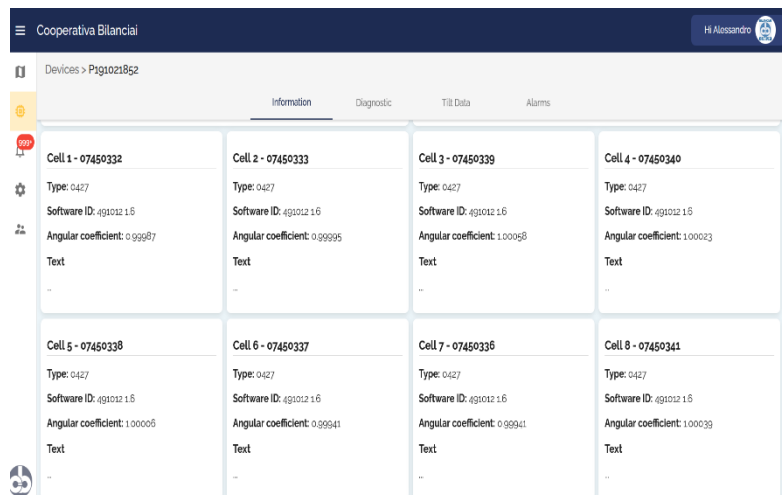 Cooperativa Bilanciai
Hi Alessandro
Devices > P191021852
Information Diagnostic Tilt Data Alarms
999+
Cell 1 - 07450332
Type: 0427
Software ID: 491012 1.6
Angular coefficient: 0.99987
Text
...
Cell 2 - 07450333
Type: 0427
Software ID: 491012 1.6
Angular coefficient: 0.99995
Text
...
Cell 3 - 07450339
Type: 0427
Software ID: 491012 1.6
Angular coefficient: 1.00058
Text
...
Cell 4 - 07450340
Type: 0427
Software ID: 491012 1.6
Angular coefficient: 1.00023
Text
...
Cell 5 - 07450338
Type: 0427
Software ID: 491012 1.6
Angular coefficient: 1.00006
Text
...
Cell 6 - 07450337
Type: 0427
Software ID: 491012 1.6
Angular coefficient: 0.99941
Text
...
Cell 7 - 07450336
Type: 0427
Software ID: 491012 1.6
Angular coefficient: 0.99941
Text
...
Cell 8 - 07450341
Type: 0427
Software ID: 491012 1.6
Angular coefficient: 1.00039
Text
...